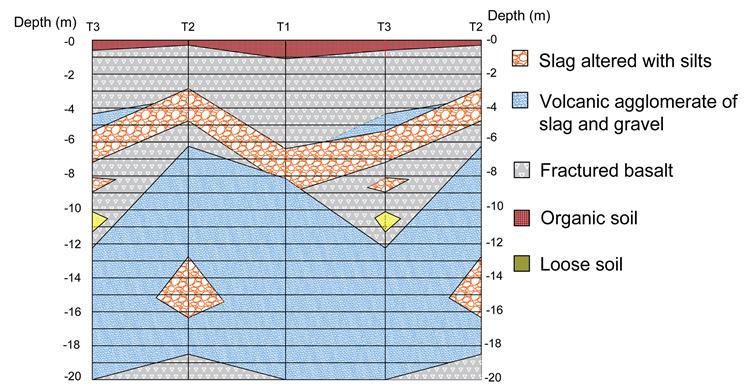 Depth (m)
T3 T2 T1 T3 T2
Depth (m)
-0
-2
-4
-6
-8
-10
-12
-14
-16
-18
-20
-0
-2
-4
-6
-8
-10
-12
-14
-16
-18
-20
Slag altered with silts
Volcanic agglomerate of
slag and gravel
Fractured basalt
Organic soil
Loose soil